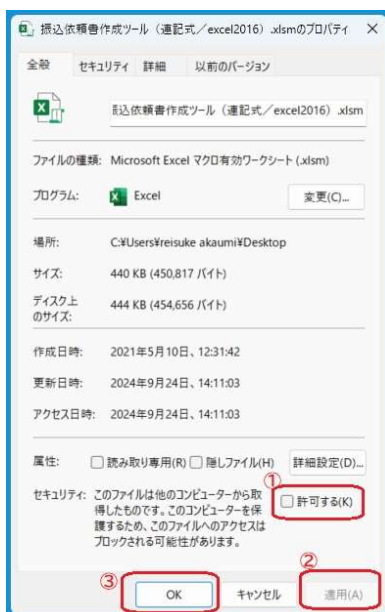 振込依頼書作成ツール（連記式／excel2016）.xlsmのプロパティ
全般 セキュリティ 詳細 以前のバージョン
振込依頼書作成ツール（連記式／excel2016）.xlsm
ファイルの種類: Microsoft Excel マクロ有効ワークシート (.xlsm)
プログラム: Excel 変更(C)...
場所: C:¥Users¥reisuke akaumi¥Desktop
サイズ: 440 KB (450,817 バイト)
ディスク上
のサイズ: 444 KB (454,656 バイト)
作成日時: 2021年5月10日、12:31:42
更新日時: 2024年9月24日、14:11:03
アクセス日時: 2024年9月24日、14:11:03
属性: 読み取り専用(R) 隠しファイル(H) 詳細設定(D)...
①
セキュリティ: このファイルは他のコンピューターから取 許可する(K)
得したものです。このコンピューターを保
護するため、このファイルへのアクセスは
ブロックされる可能性があります。
②
③
OK キャンセル 適用(A)